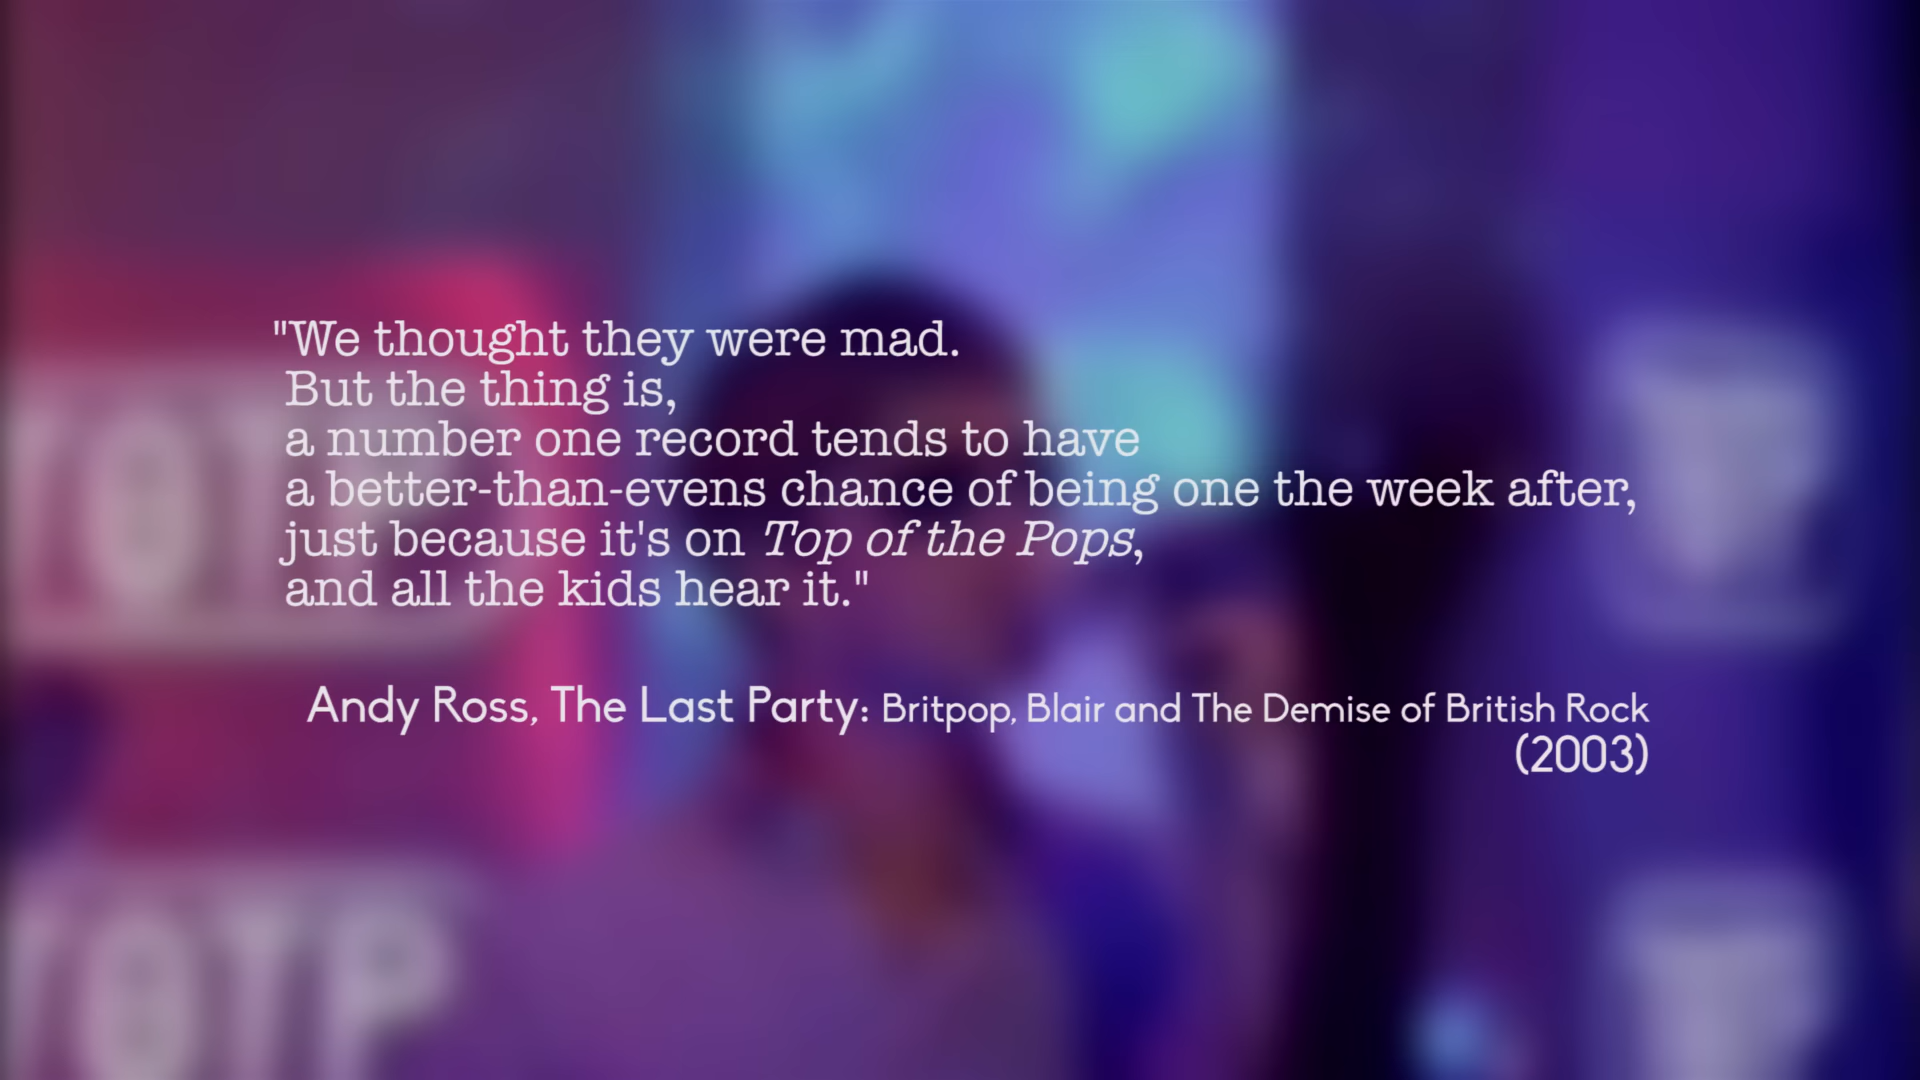 "We thought they were mad.
But the thing is,
a number one record tends to have
a better-than-evens chance of being one the week after,
just because it's on Top of the Pops,
and all the kids hear it."
Andy Ross, The Last Party: Britpop, Blair and The Demise of British Rock
(2003)